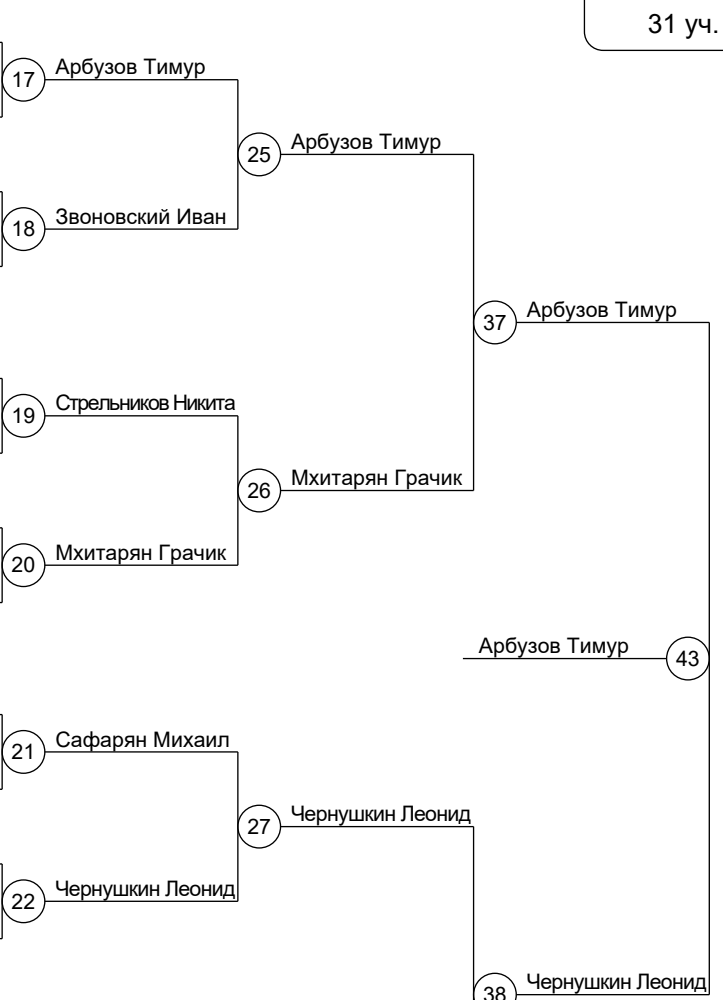 31 уч.
17 Арбузов Тимур
25 Арбузов Тимур
18 Звоновский Иван
37 Арбузов Тимур
19 Стрельников Никита
26 Мхитарян Грачик
20 Мхитарян Грачик
Арбузов Тимур 43
21 Сафарян Михаил
27 Чернушкин Леонид
22 Чернушкин Леонид
38 Чернушкин Леонид